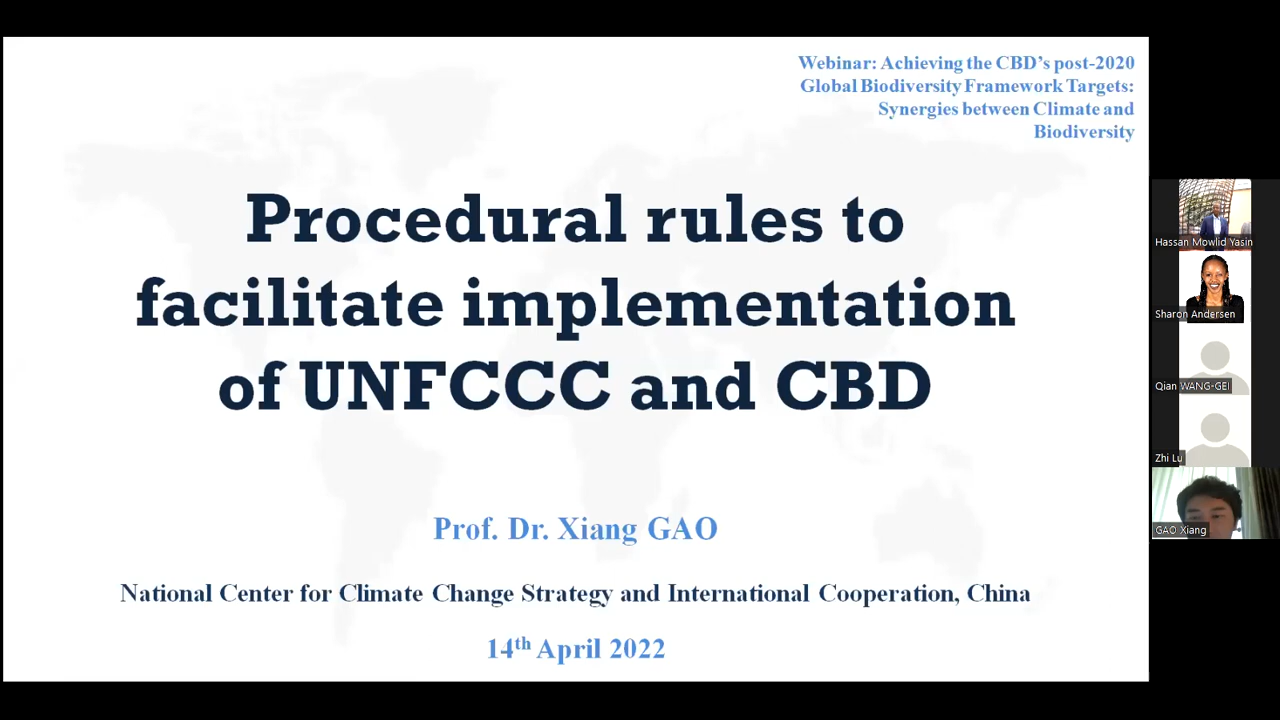 Webinar: Achieving the CBD's post-2020
Global Biodiversity Framework Targets:
Synergies between Climate and
Biodiversity
Procedural rules to
facilitate implementation
of UNFCCC and CBD
Prof. Dr. Xiang GAO
National Center for Climate Change Strategy and International Cooperation, China
14th April 2022
Hassan Mowlid Yasin
Sharon Andersen
Qian WANG-GEI
Zhi Lu
GAO Xiang